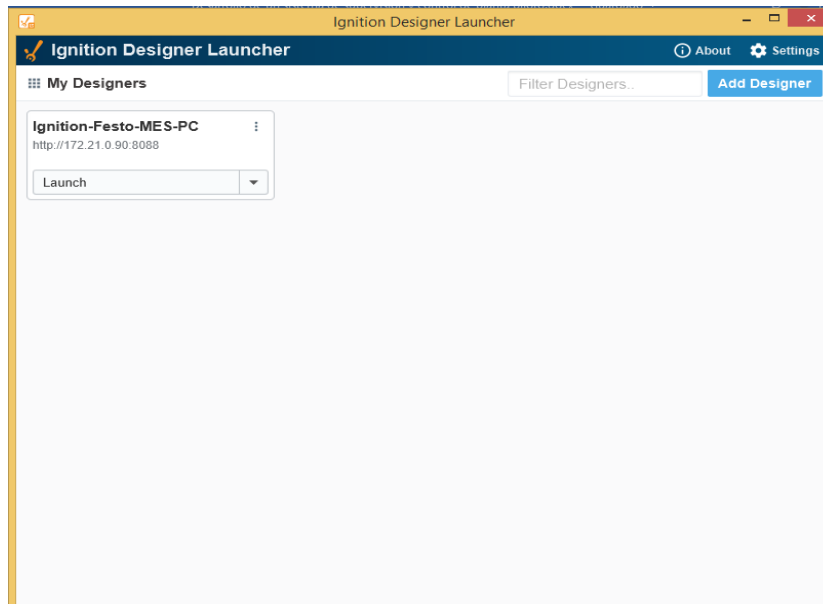 Ignition Designer Launcher
Ignition Designer Launcher
About
Settings
My Designers
Filter Designers..
Add Designer
Ignition-Festo-MES-PC
http://172.21.0.90:8088
Launch